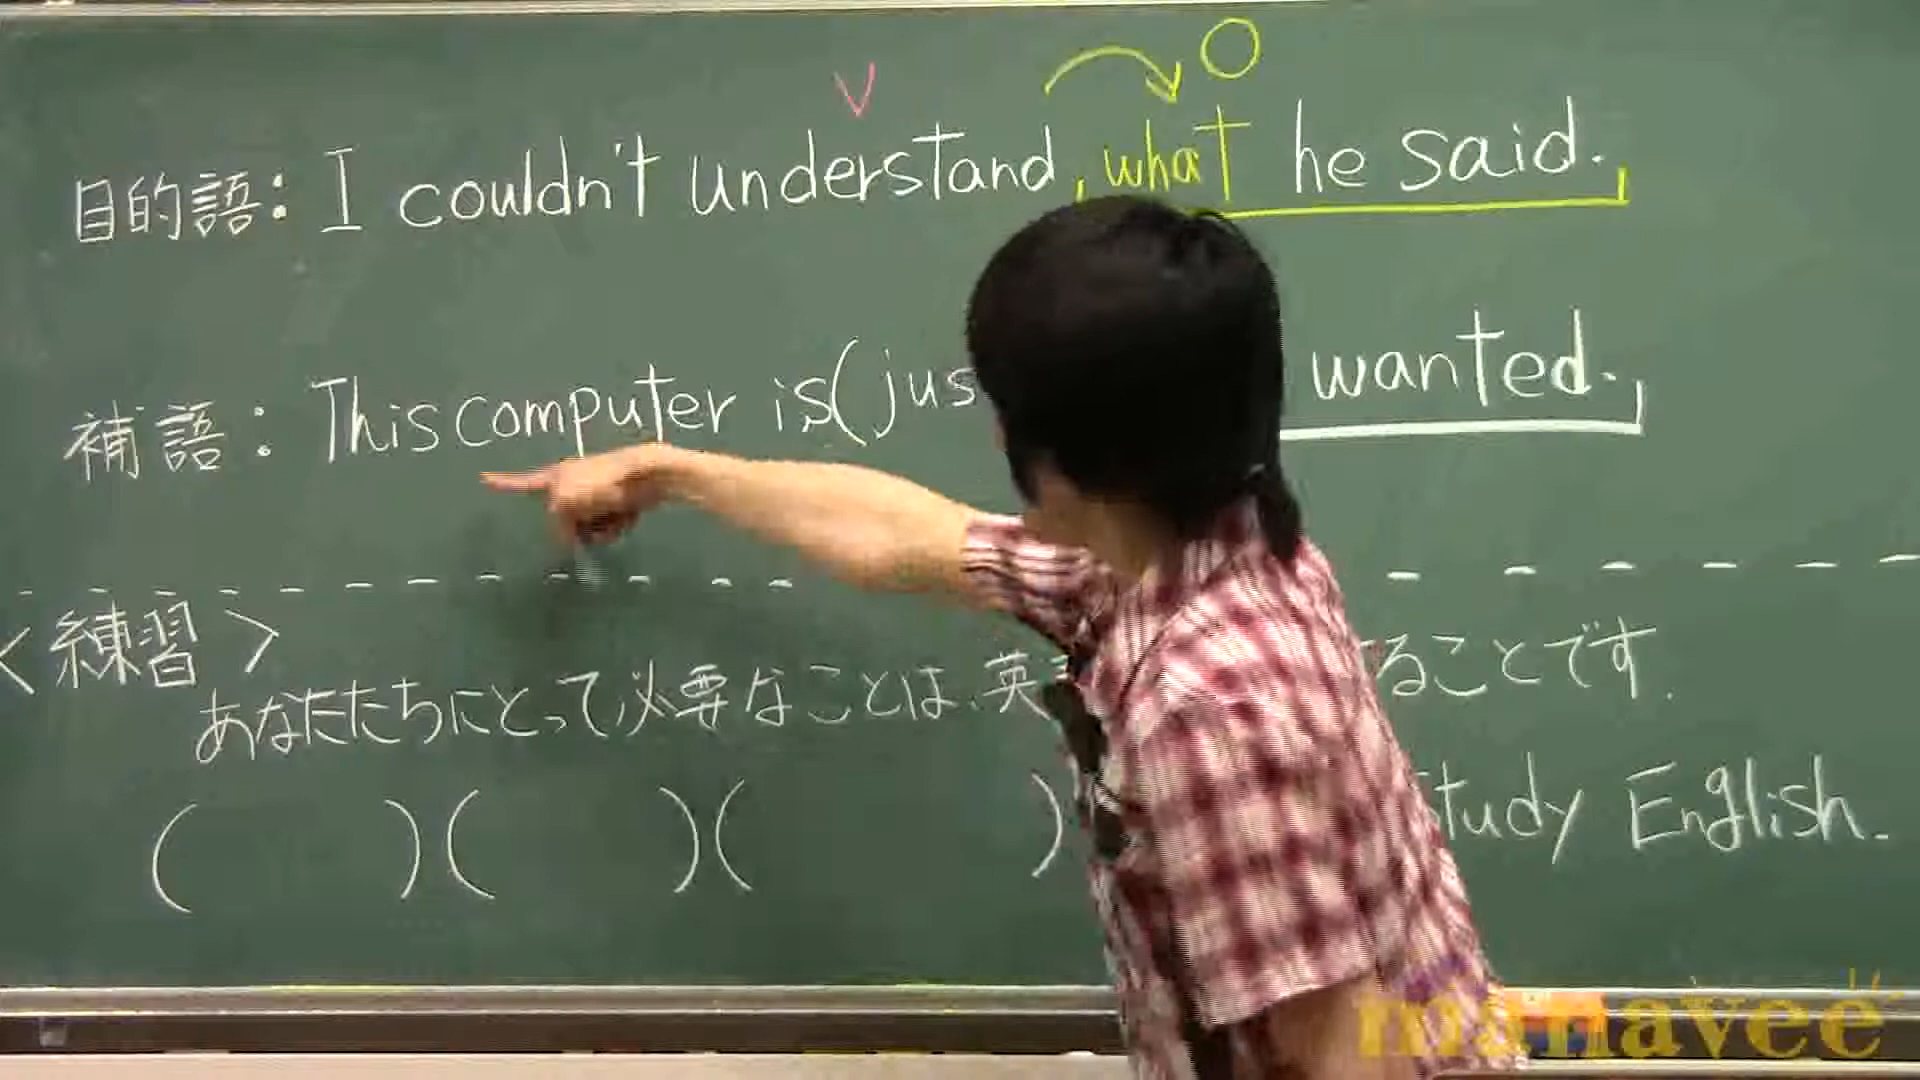 V O
目的語: I couldn't understand, what he said.,
補語: This computer is (jus wanted.,
<練習>
あなたたちにとって必要なことは、英 ることです.
( ) ( ) ( ) study English.
manavee